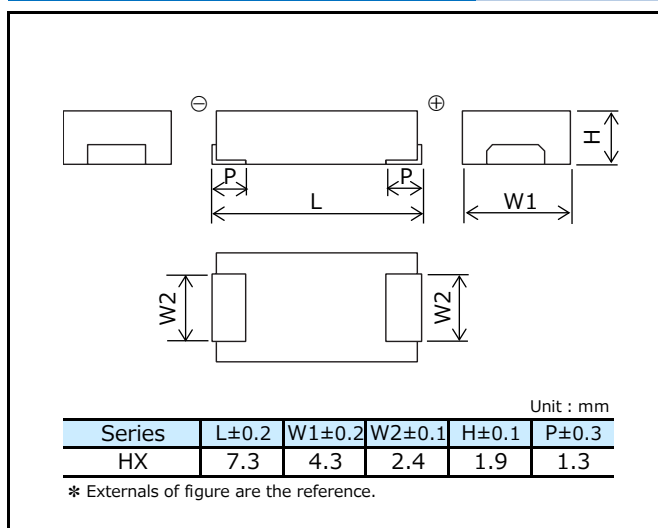 ⊖ ⊕
H
P P
L W1
W2 W2
Unit : mm
Series L±0.2 W1±0.2 W2±0.1 H±0.1 P±0.3
HX 7.3 4.3 2.4 1.9 1.3
✽ Externals of figure are the reference.